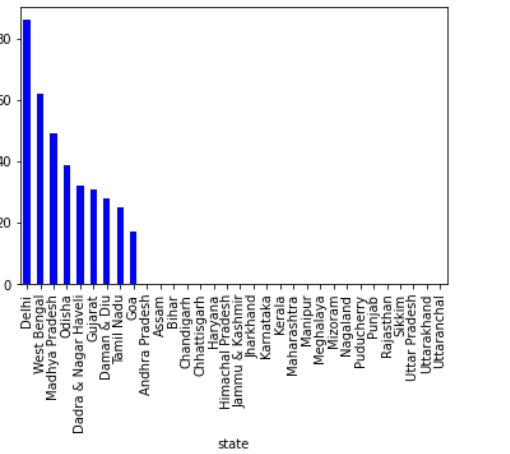 80
60
40
20
0
Delhi
West Bengal
Madhya Pradesh
Odisha
Dadra & Nagar Haveli
Gujarat
Daman & Diu
Tamil Nadu
Goa
Andhra Pradesh
Assam
Bihar
Chandigarh
Chhattisgarh
Haryana
Himachal Pradesh
Jammu & Kashmir
Jharkhand
Karnataka
Kerala
Maharashtra
Manipur
Meghalaya
Mizoram
Nagaland
Puducherry
Punjab
Rajasthan
Sikkim
Uttar Pradesh
Uttarakhand
Uttaranchal
state